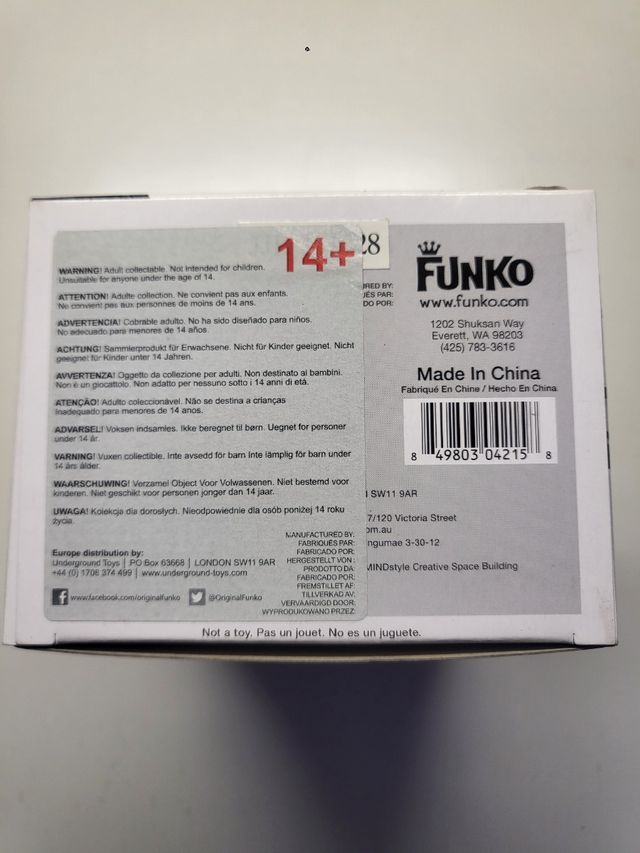 14+
28
WARNING! Adult collectable. Not intended for children.
Unsuitable for anyone under the age of 14.
ATTENTION! Adulte collection. Ne convient pas aux enfants.
Ne convient pas aux personnes de moins de 14 ans.
ADVERTENCIA! Cobrable adulto. No ha sido diseñado para niños.
No adecuado para menores de 14 años.
ACHTUNG! Sammlerprodukt für Erwachsene. Nicht für Kinder geeignet. Nicht
geeignet für Kinder unter 14 Jahren.
AVVERTENZA! Oggetto da collezione per adulti. Non destinato al bambini.
Non è un giocattolo. Non adatto per nessuno sotto i 14 anni di età.
ATENÇÃO! Adulto coleccionável. Não se destina a crianças
inadequado para menores de 14 anos.
ADVARSEL! Voksen indsamles. Ikke beregnet til børn. Uegnet for personer
under 14 år.
VARNING! Vuxen collectible. Inte avsedd för barn Inte lämplig för barn under
14 års ålder.
WAARSCHUWING! Verzamel Object Voor Volwassenen. Niet bestemd voor
kinderen. Niet geschikt voor personen jonger dan 14 jaar.
UWAGA! Kolekcja dla dorosłych. Nieodpowiednie dla osób poniżej 14 roku
życia.
Europe distribution by:
Underground Toys | PO Box 63668 | LONDON SW11 9AR
+44 (0) 1706 374 499 | www.underground-toys.com
www.facebook.com/originalfunko @OriginalFunko
MANUFACTURED BY:
FABRIQUÉS PAR:
FABRICADO POR:
HERGESTELLT VON:
PRODOTTO DA:
FABRICADO POR:
FREMSTILLET AF:
TILLVERKAD AV:
VERVAARDIGD DOOR:
WYPRODUKOWANO PRZEZ:
RED BY:
ÉS PAR:
DO POR:
FUNKO
www.funko.com
1202 Shuksan Way
Everett, WA 98203
(425) 783-3616
Made In China
Fabriqué En Chine / Hecho En China
8 49803 04215 8
SW11 9AR
7/120 Victoria Street
om.au
ngumae 3-30-12
MINDstyle Creative Space Building
Not a toy. Pas un jouet. No es un juguete.